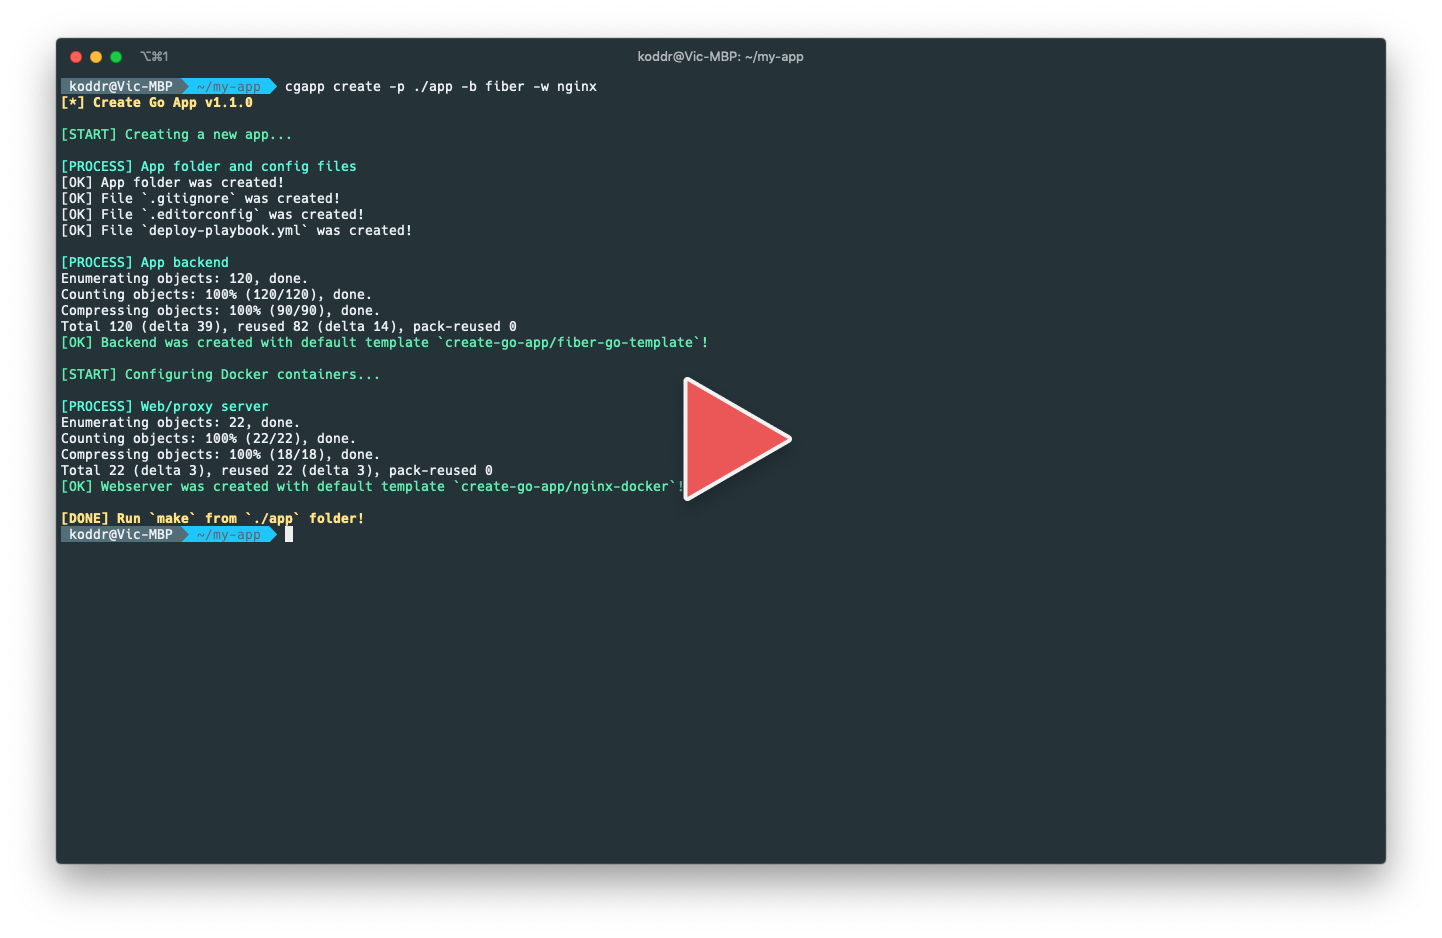 ⌥⌘1
koddr@Vic-MBP: ~/my-app
koddr@Vic-MBP ~/my-app cgapp create -p ./app -b fiber -w nginx
[*] Create Go App v1.1.0
[START] Creating a new app...
[PROCESS] App folder and config files
[OK] App folder was created!
[OK] File `.gitignore` was created!
[OK] File `.editorconfig` was created!
[OK] File `deploy-playbook.yml` was created!
[PROCESS] App backend
Enumerating objects: 120, done.
Counting objects: 100% (120/120), done.
Compressing objects: 100% (90/90), done.
Total 120 (delta 39), reused 82 (delta 14), pack-reused 0
[OK] Backend was created with default template `create-go-app/fiber-go-template`!
[START] Configuring Docker containers...
[PROCESS] Web/proxy server
Enumerating objects: 22, done.
Counting objects: 100% (22/22), done.
Compressing objects: 100% (18/18), done.
Total 22 (delta 3), reused 22 (delta 3), pack-reused 0
[OK] Webserver was created with default template `create-go-app/nginx-docker`!
[DONE] Run `make` from `./app` folder!
koddr@Vic-MBP ~/my-app